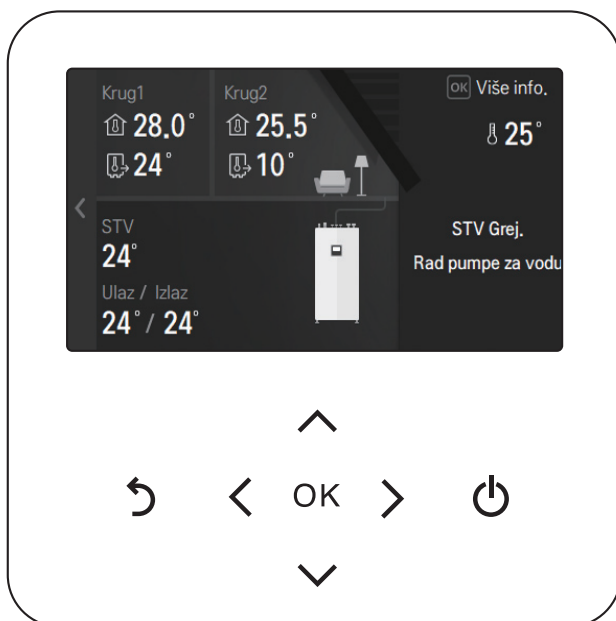 Krug1
28.0°
24°
Krug2
25.5°
10°
OK Više info.
25°
STV
24°
Ulaz / Izlaz
24° / 24°
STV Grej.
Rad pumpe za vodu
OK